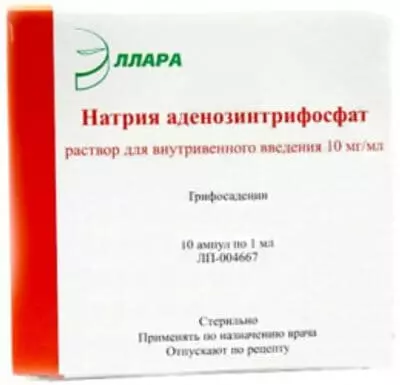 ЭЛЛАРА
Натрия аденозинтрифосфат
раствор для внутривенного введения 10 мг/мл
Трифосаденин
10 ампул по 1 мл
ЛП-004667
Стерильно
Применять по назначению врача
Отпускают по рецепту